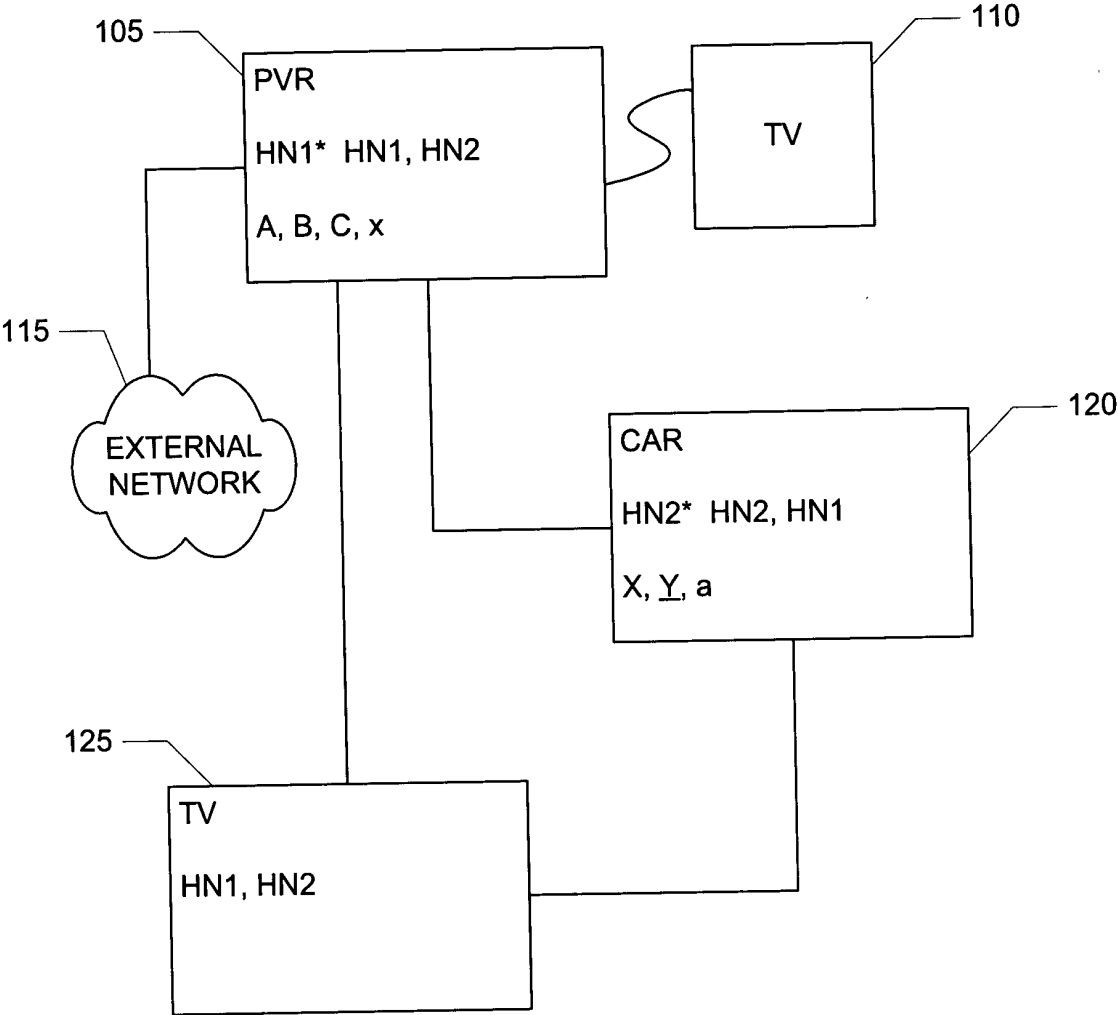 105
110
PVR
TV
HN1* HN1, HN2
A, B, C, x
115
120
EXTERNAL
NETWORK
CAR
HN2* HN2, HN1
X, Y, a
125
TV
HN1, HN2